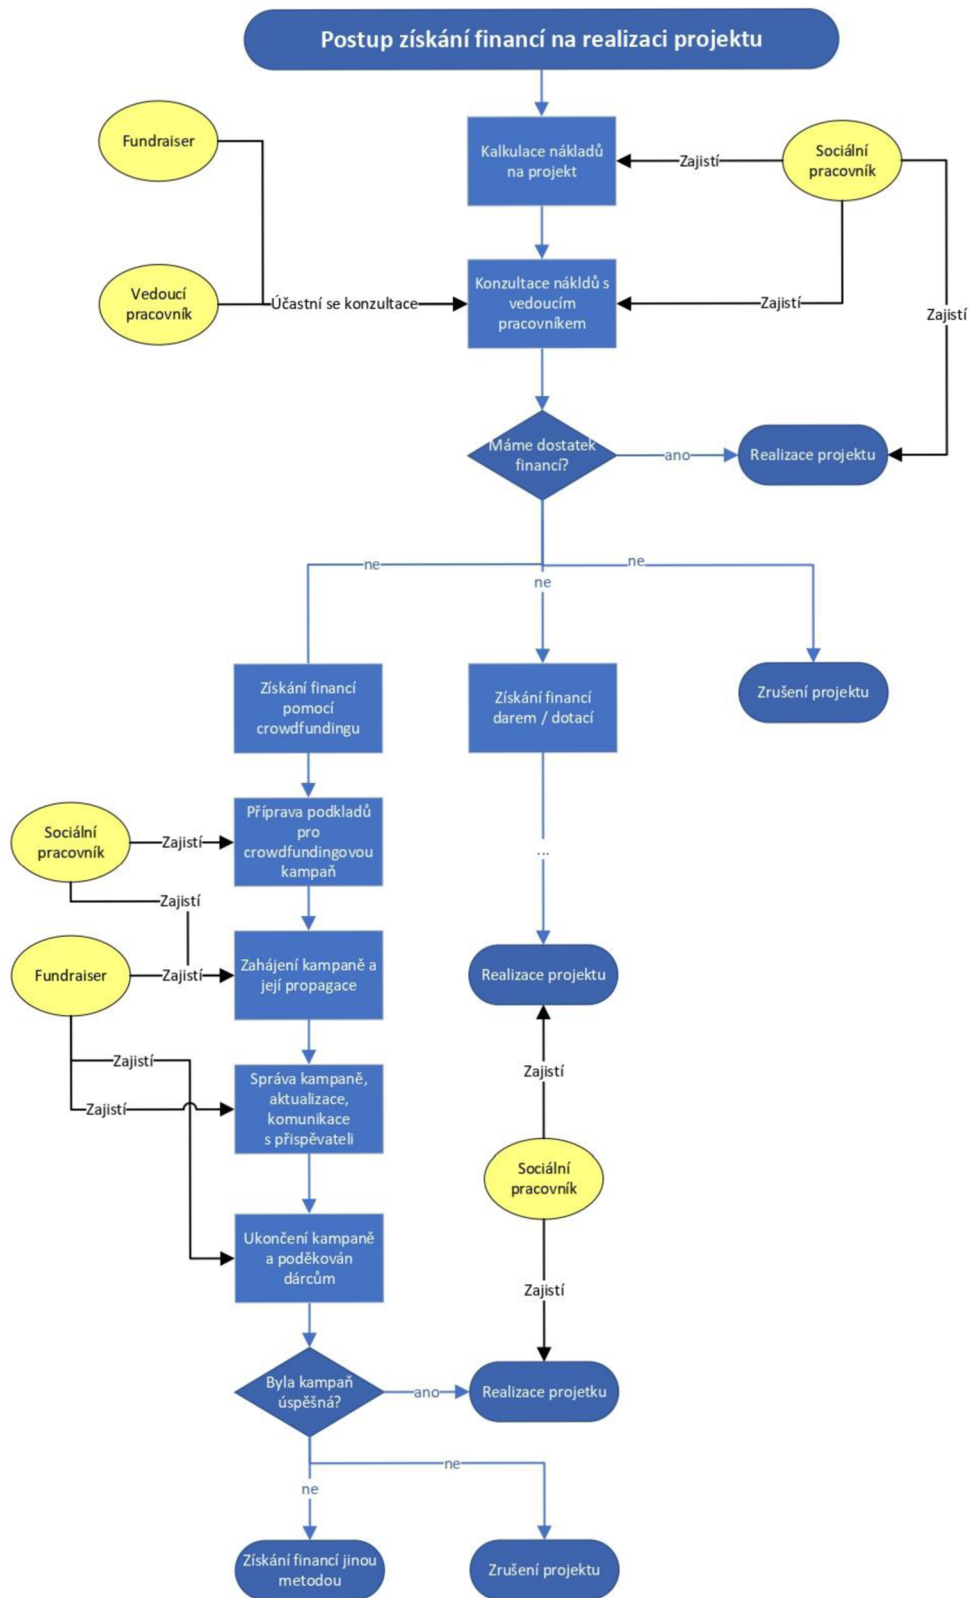 Postup získání financí na realizaci projektu
Fundraiser
Kalkulace nákladů
na projekt
Zajistí
Sociální
pracovník
Vedoucí
pracovník
Účastní se konzultace
Konzultace nákldů s
vedoucím
pracovníkem
Zajistí
Zajistí
Máme dostatek
financí?
ano
Realizace projektu
ne
ne
ne
Získání financí
pomocí
crowdfundingu
Získání financí
darem / dotací
Zrušení projektu
Sociální
pracovník
Zajistí
Příprava podkladů
pro
crowdfundingovou
kampaň
...
Zajistí
Fundraiser
Zajistí
Zahájení kampaně a
její propagace
Realizace projektu
Zajistí
Zajistí
Správa kampaně,
aktualizace,
komunikace
s přispěvateli
Zajistí
Sociální
pracovník
Ukončení kampaně
a poděkován
dárcům
Zajistí
Byla kampaň
úspěšná?
ano
Realizace projetku
ne
ne
Získání financí jinou
metodou
Zrušení projektu